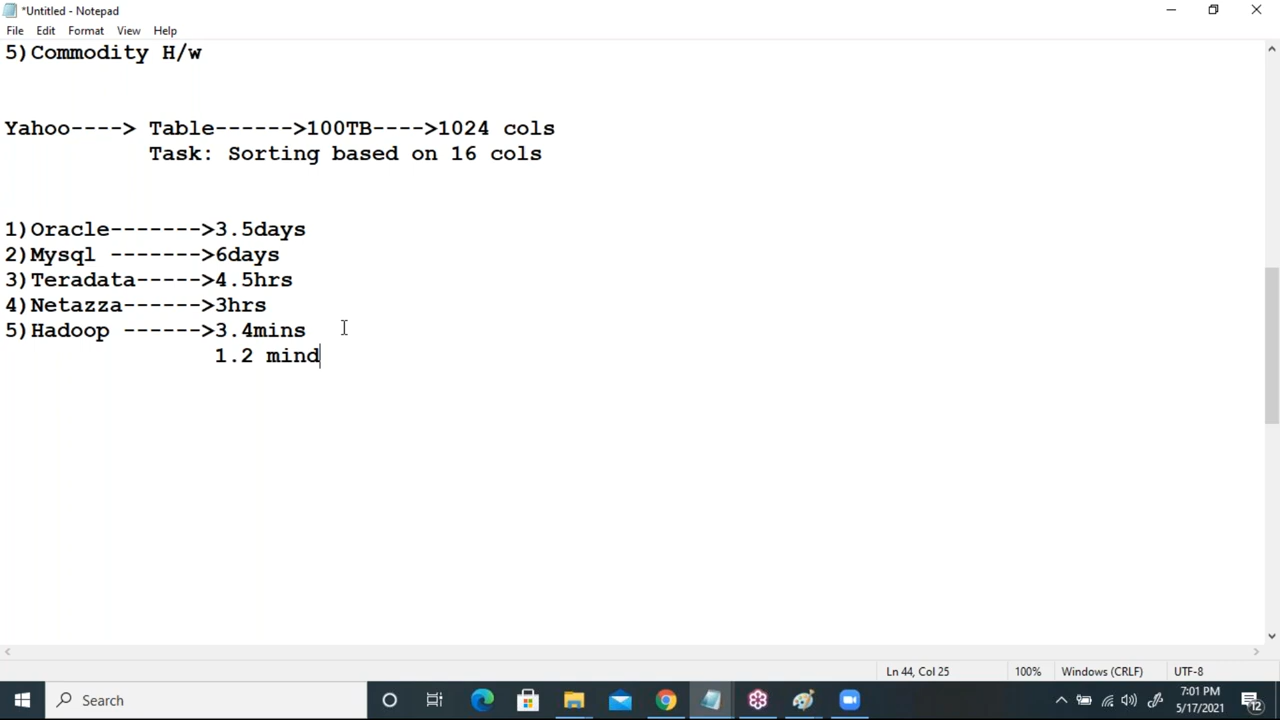 *Untitled - Notepad
File Edit Format View Help
5)Commodity H/w
Yahoo----> Table------>100TB---->1024 cols
Task: Sorting based on 16 cols
1)Oracle------->3.5days
2)Mysql ------->6days
3)Teradata----->4.5hrs
4)Netazza------>3hrs
5)Hadoop ------>3.4mins
1.2 mind
Ln 44, Col 25 100% Windows (CRLF) UTF-8
Search
7:01 PM
5/17/2021
12